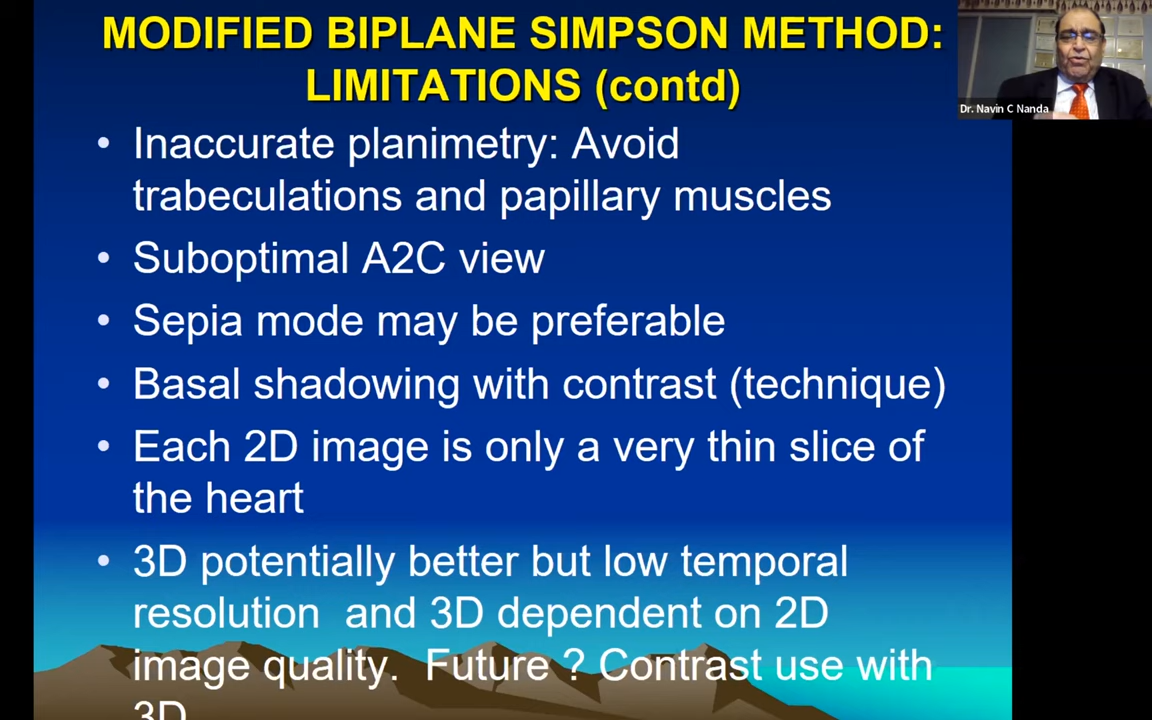 MODIFIED BIPLANE SIMPSON METHOD:
LIMITATIONS (contd)
Dr. Navin C Nanda
• Inaccurate planimetry: Avoid
trabeculations and papillary muscles
• Suboptimal A2C view
• Sepia mode may be preferable
• Basal shadowing with contrast (technique)
• Each 2D image is only a very thin slice of
the heart
• 3D potentially better but low temporal
resolution  and 3D dependent on 2D
image quality.  Future ? Contrast use with
3D